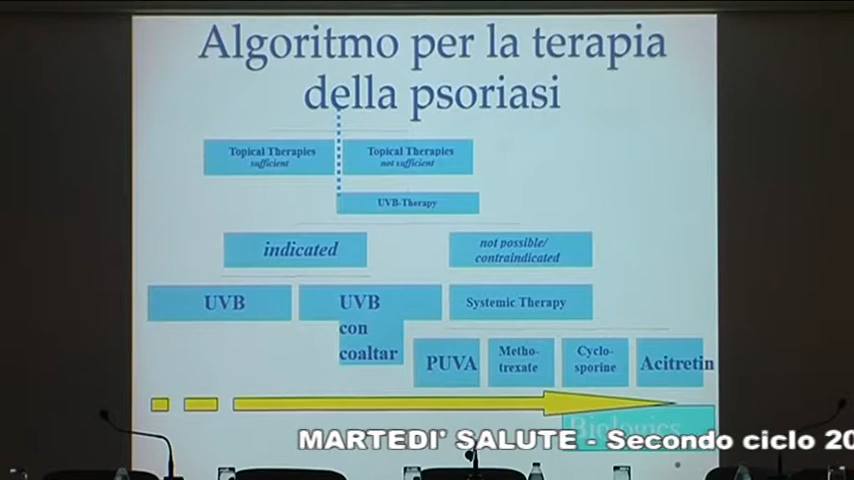 Algoritmo per la terapia
della psoriasi
Topical Therapies
sufficient
Topical Therapies
not sufficient
UVB-Therapy
indicated
not possible/
contraindicated
UVB
UVB
con
coaltar
Systemic Therapy
PUVA
Metho-
trexate
Cyclo-
sporine
Acitretin
Biologics
MARTEDI' SALUTE - Secondo ciclo 20